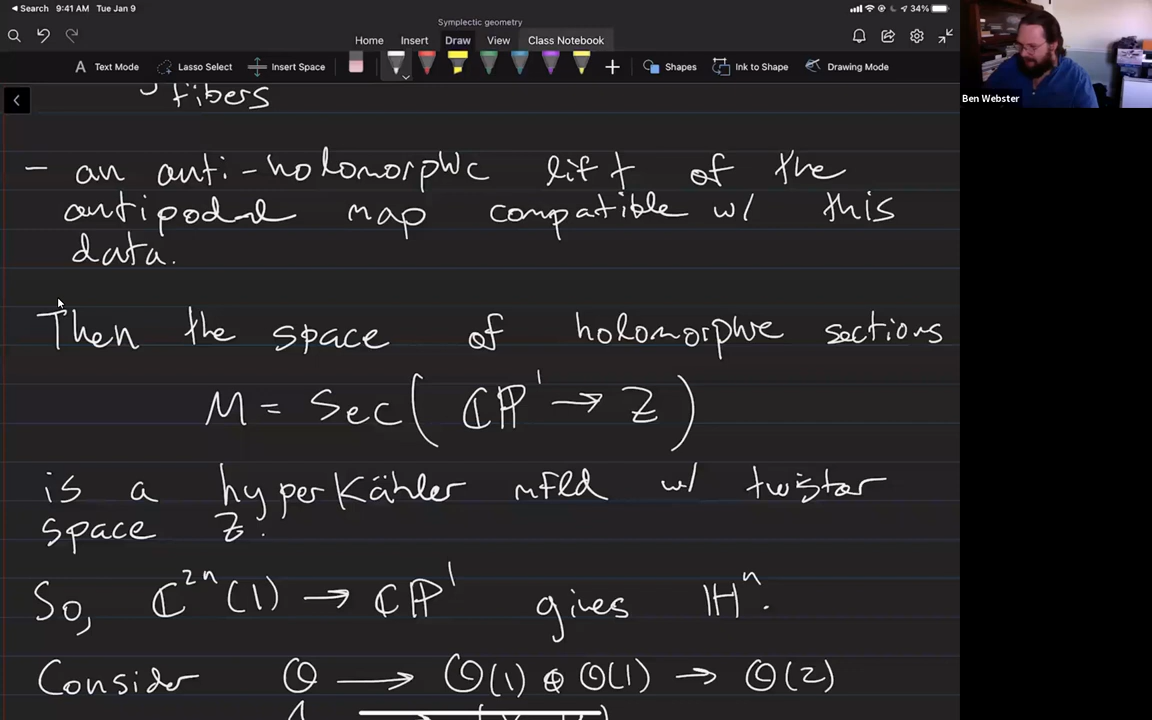 Search 9:41 AM Tue Jan 9
Symplectic geometry
34%
Home Insert Draw View Class Notebook
Text Mode Lasso Select Insert Space Shapes Ink to Shape Drawing Mode
Ben Webster
fibers
- an anti-holomorphic lift of the
antipodal map compatible w/ this
data.
Then the space of holomorphic sections
M = Sec( ℂℙ¹ → Z )
is a hyperKähler mfld w/ twistor
space Z.
So, ℂ²ⁿ(1) → ℂℙ¹ gives ℍⁿ.
Consider O → O(1) ⊕ O(1) → O(2)